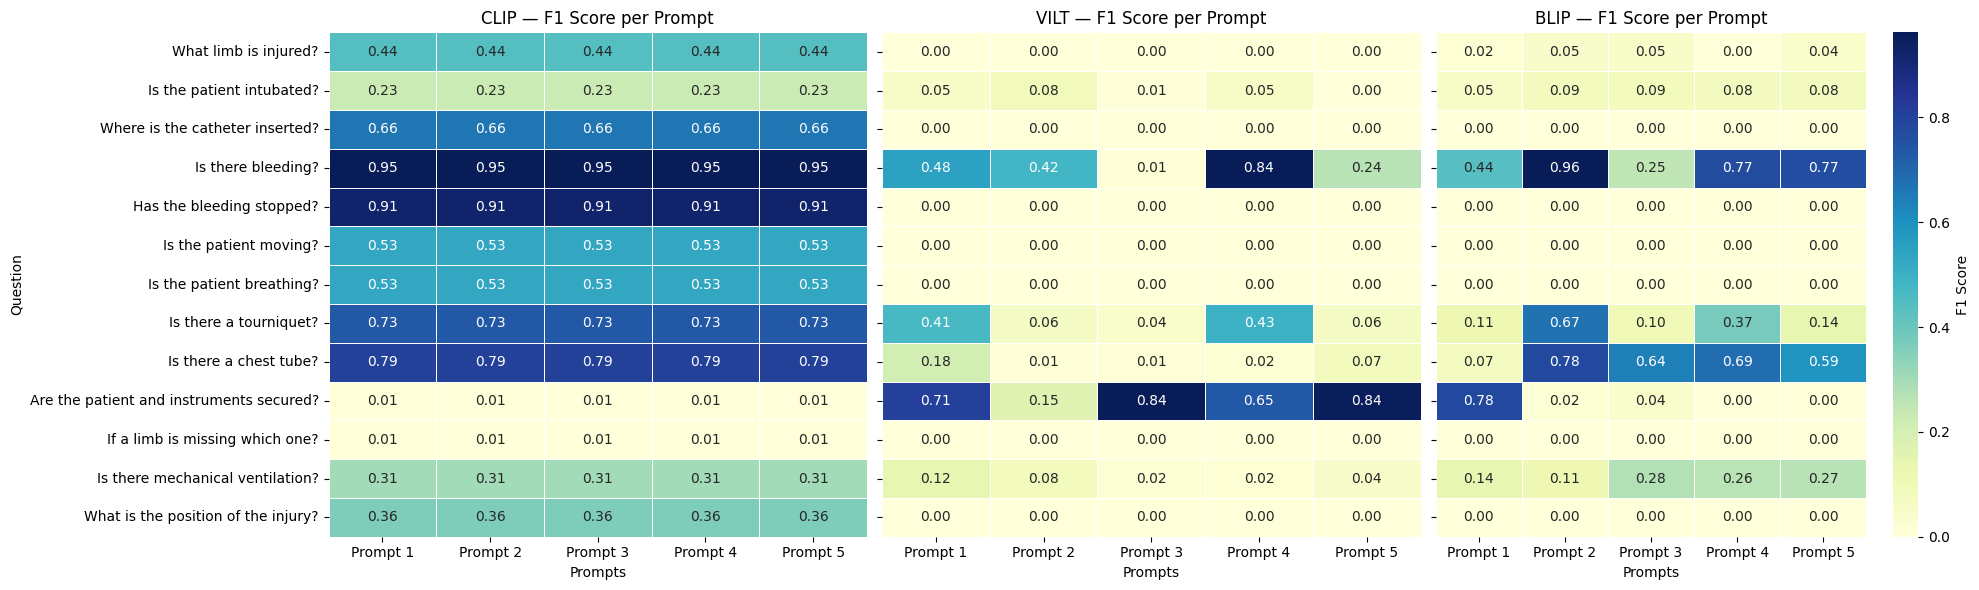 CLIP — F1 Score per Prompt
VILT — F1 Score per Prompt
BLIP — F1 Score per Prompt
What limb is injured? 0.44 0.44 0.44 0.44 0.44 0.00 0.00 0.00 0.00 0.00 0.02 0.05 0.05 0.00 0.04
Is the patient intubated? 0.23 0.23 0.23 0.23 0.23 0.05 0.08 0.01 0.05 0.00 0.05 0.09 0.09 0.08 0.08
Where is the catheter inserted? 0.66 0.66 0.66 0.66 0.66 0.00 0.00 0.00 0.00 0.00 0.00 0.00 0.00 0.00 0.00
Is there bleeding? 0.95 0.95 0.95 0.95 0.95 0.48 0.42 0.01 0.84 0.24 0.44 0.96 0.25 0.77 0.77
Has the bleeding stopped? 0.91 0.91 0.91 0.91 0.91 0.00 0.00 0.00 0.00 0.00 0.00 0.00 0.00 0.00 0.00
Is the patient moving? 0.53 0.53 0.53 0.53 0.53 0.00 0.00 0.00 0.00 0.00 0.00 0.00 0.00 0.00 0.00
Is the patient breathing? 0.53 0.53 0.53 0.53 0.53 0.00 0.00 0.00 0.00 0.00 0.00 0.00 0.00 0.00 0.00
Is there a tourniquet? 0.73 0.73 0.73 0.73 0.73 0.41 0.06 0.04 0.43 0.06 0.11 0.67 0.10 0.37 0.14
Is there a chest tube? 0.79 0.79 0.79 0.79 0.79 0.18 0.01 0.01 0.02 0.07 0.07 0.78 0.64 0.69 0.59
Are the patient and instruments secured? 0.01 0.01 0.01 0.01 0.01 0.71 0.15 0.84 0.65 0.84 0.78 0.02 0.04 0.00 0.00
If a limb is missing which one? 0.01 0.01 0.01 0.01 0.01 0.00 0.00 0.00 0.00 0.00 0.00 0.00 0.00 0.00 0.00
Is there mechanical ventilation? 0.31 0.31 0.31 0.31 0.31 0.12 0.08 0.02 0.02 0.04 0.14 0.11 0.28 0.26 0.27
What is the position of the injury? 0.36 0.36 0.36 0.36 0.36 0.00 0.00 0.00 0.00 0.00 0.00 0.00 0.00 0.00 0.00
Prompt 1 Prompt 2 Prompt 3 Prompt 4 Prompt 5 Prompt 1 Prompt 2 Prompt 3 Prompt 4 Prompt 5 Prompt 1 Prompt 2 Prompt 3 Prompt 4 Prompt 5
Prompts
Prompts
Prompts
Question
0.8
0.6
0.4
0.2
0.0
F1 Score